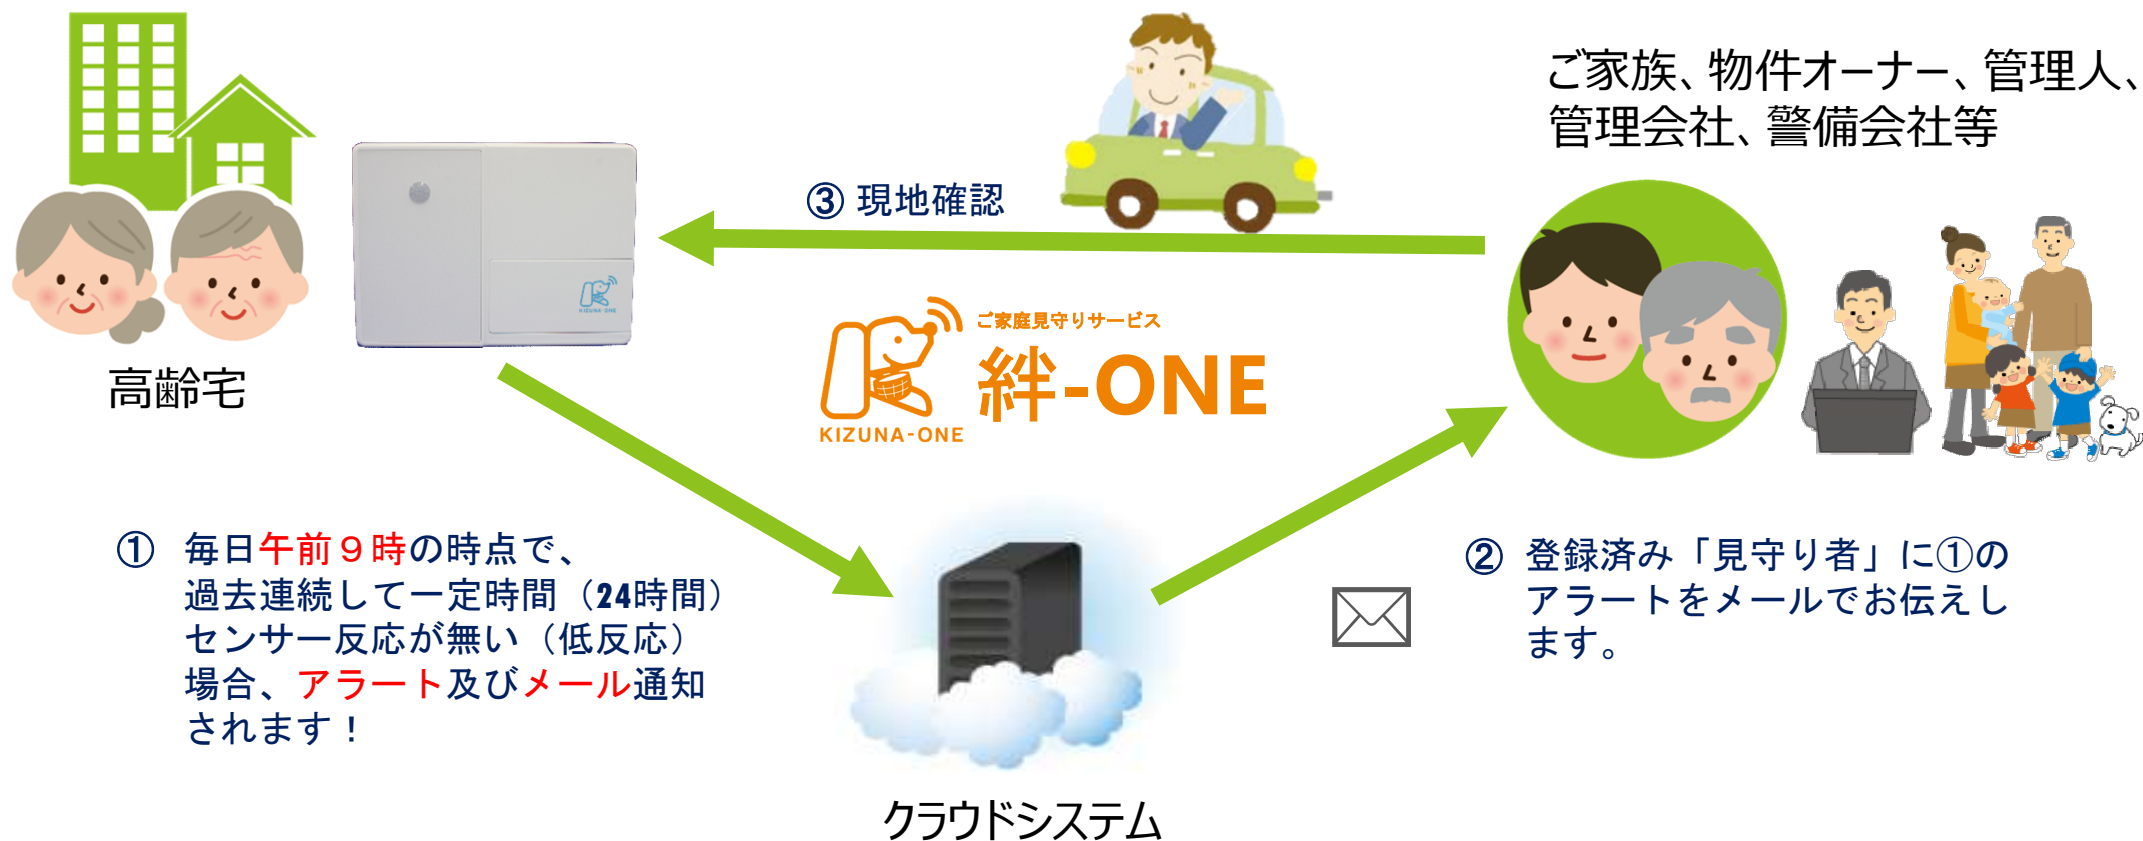 ご家族、物件オーナー、管理人、
管理会社、警備会社等
③ 現地確認
KIZUNA-ONE
高齢宅
ご家庭見守りサービス
絆-ONE
KIZUNA-ONE
① 毎日午前９時の時点で、
過去連続して一定時間（24時間）
センサー反応が無い（低反応）
場合、アラート及びメール通知
されます！
② 登録済み「見守り者」に①の
アラートをメールでお伝えし
ます。
クラウドシステム